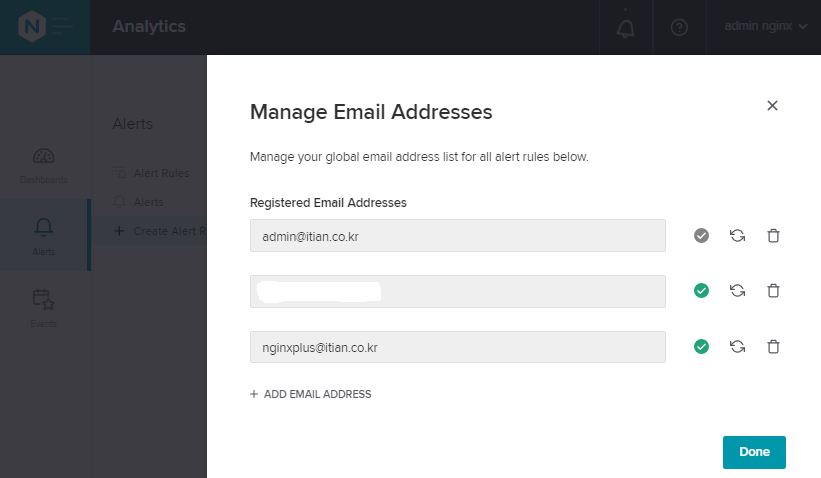 N
Analytics
admin nginx
Alerts
Dashboards
Alert Rules
Alerts
Alerts
+ Create Alert R
Events
Manage Email Addresses
Manage your global email address list for all alert rules below.
Registered Email Addresses
admin@itian.co.kr
nginxplus@itian.co.kr
+ ADD EMAIL ADDRESS
Done